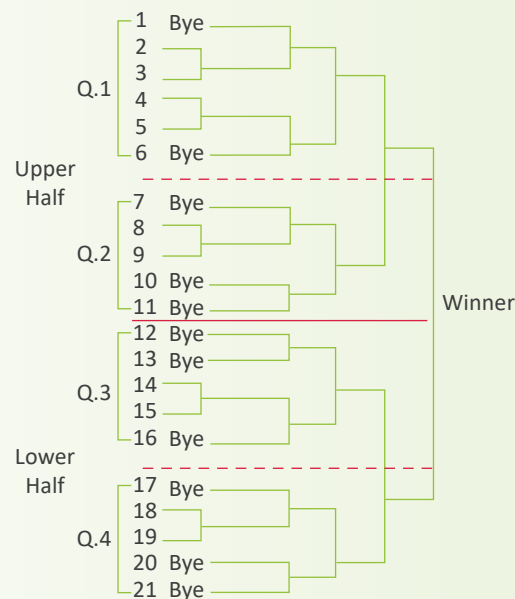 1 Bye
2
3
Q.1
4
5
6 Bye
Upper
Half
7 Bye
8
9
Q.2
10 Bye
11 Bye
Winner
12 Bye
13 Bye
14
Q.3
15
16 Bye
Lower
Half
17 Bye
18
19
Q.4
20 Bye
21 Bye